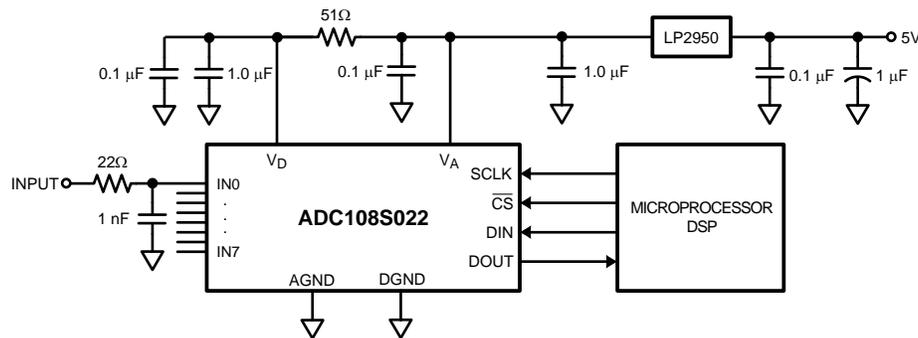 51Ω
LP2950
5V
0.1 µF
1.0 µF
0.1 µF
1.0 µF
0.1 µF
1 µF
V_D
V_A
22Ω
INPUT
1 nF
IN0
.
.
.
IN7
ADC108S022
SCLK
C̅S̅
DIN
DOUT
AGND
DGND
MICROPROCESSOR
DSP